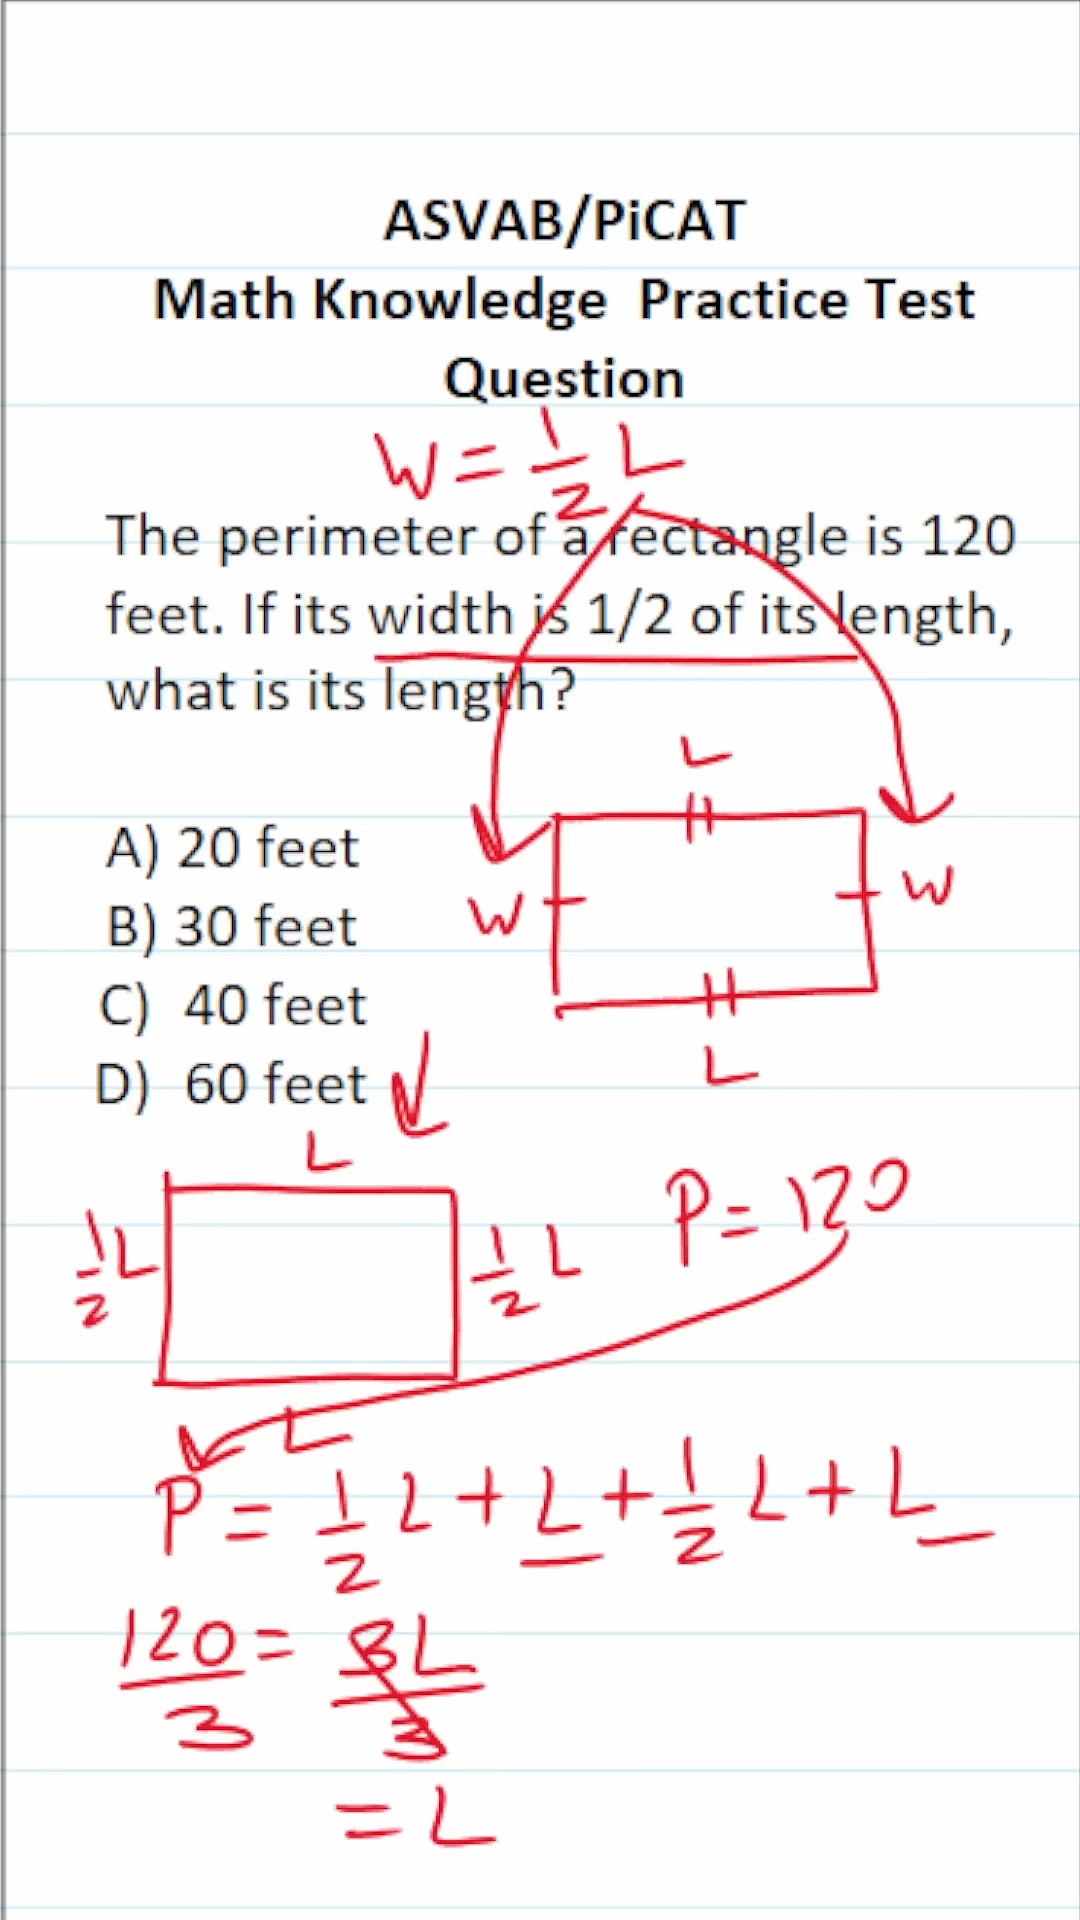 ASVAB/PiCAT
Math Knowledge Practice Test
Question
W = 1/2 L
The perimeter of a rectangle is 120
feet. If its width is 1/2 of its length,
what is its length?
L
A) 20 feet
B) 30 feet
W W
C) 40 feet
L
D) 60 feet
L
1/2 L 1/2 L P = 120
L
P = 1/2 L + L + 1/2 L + L
120/3 = 3L/3
= L